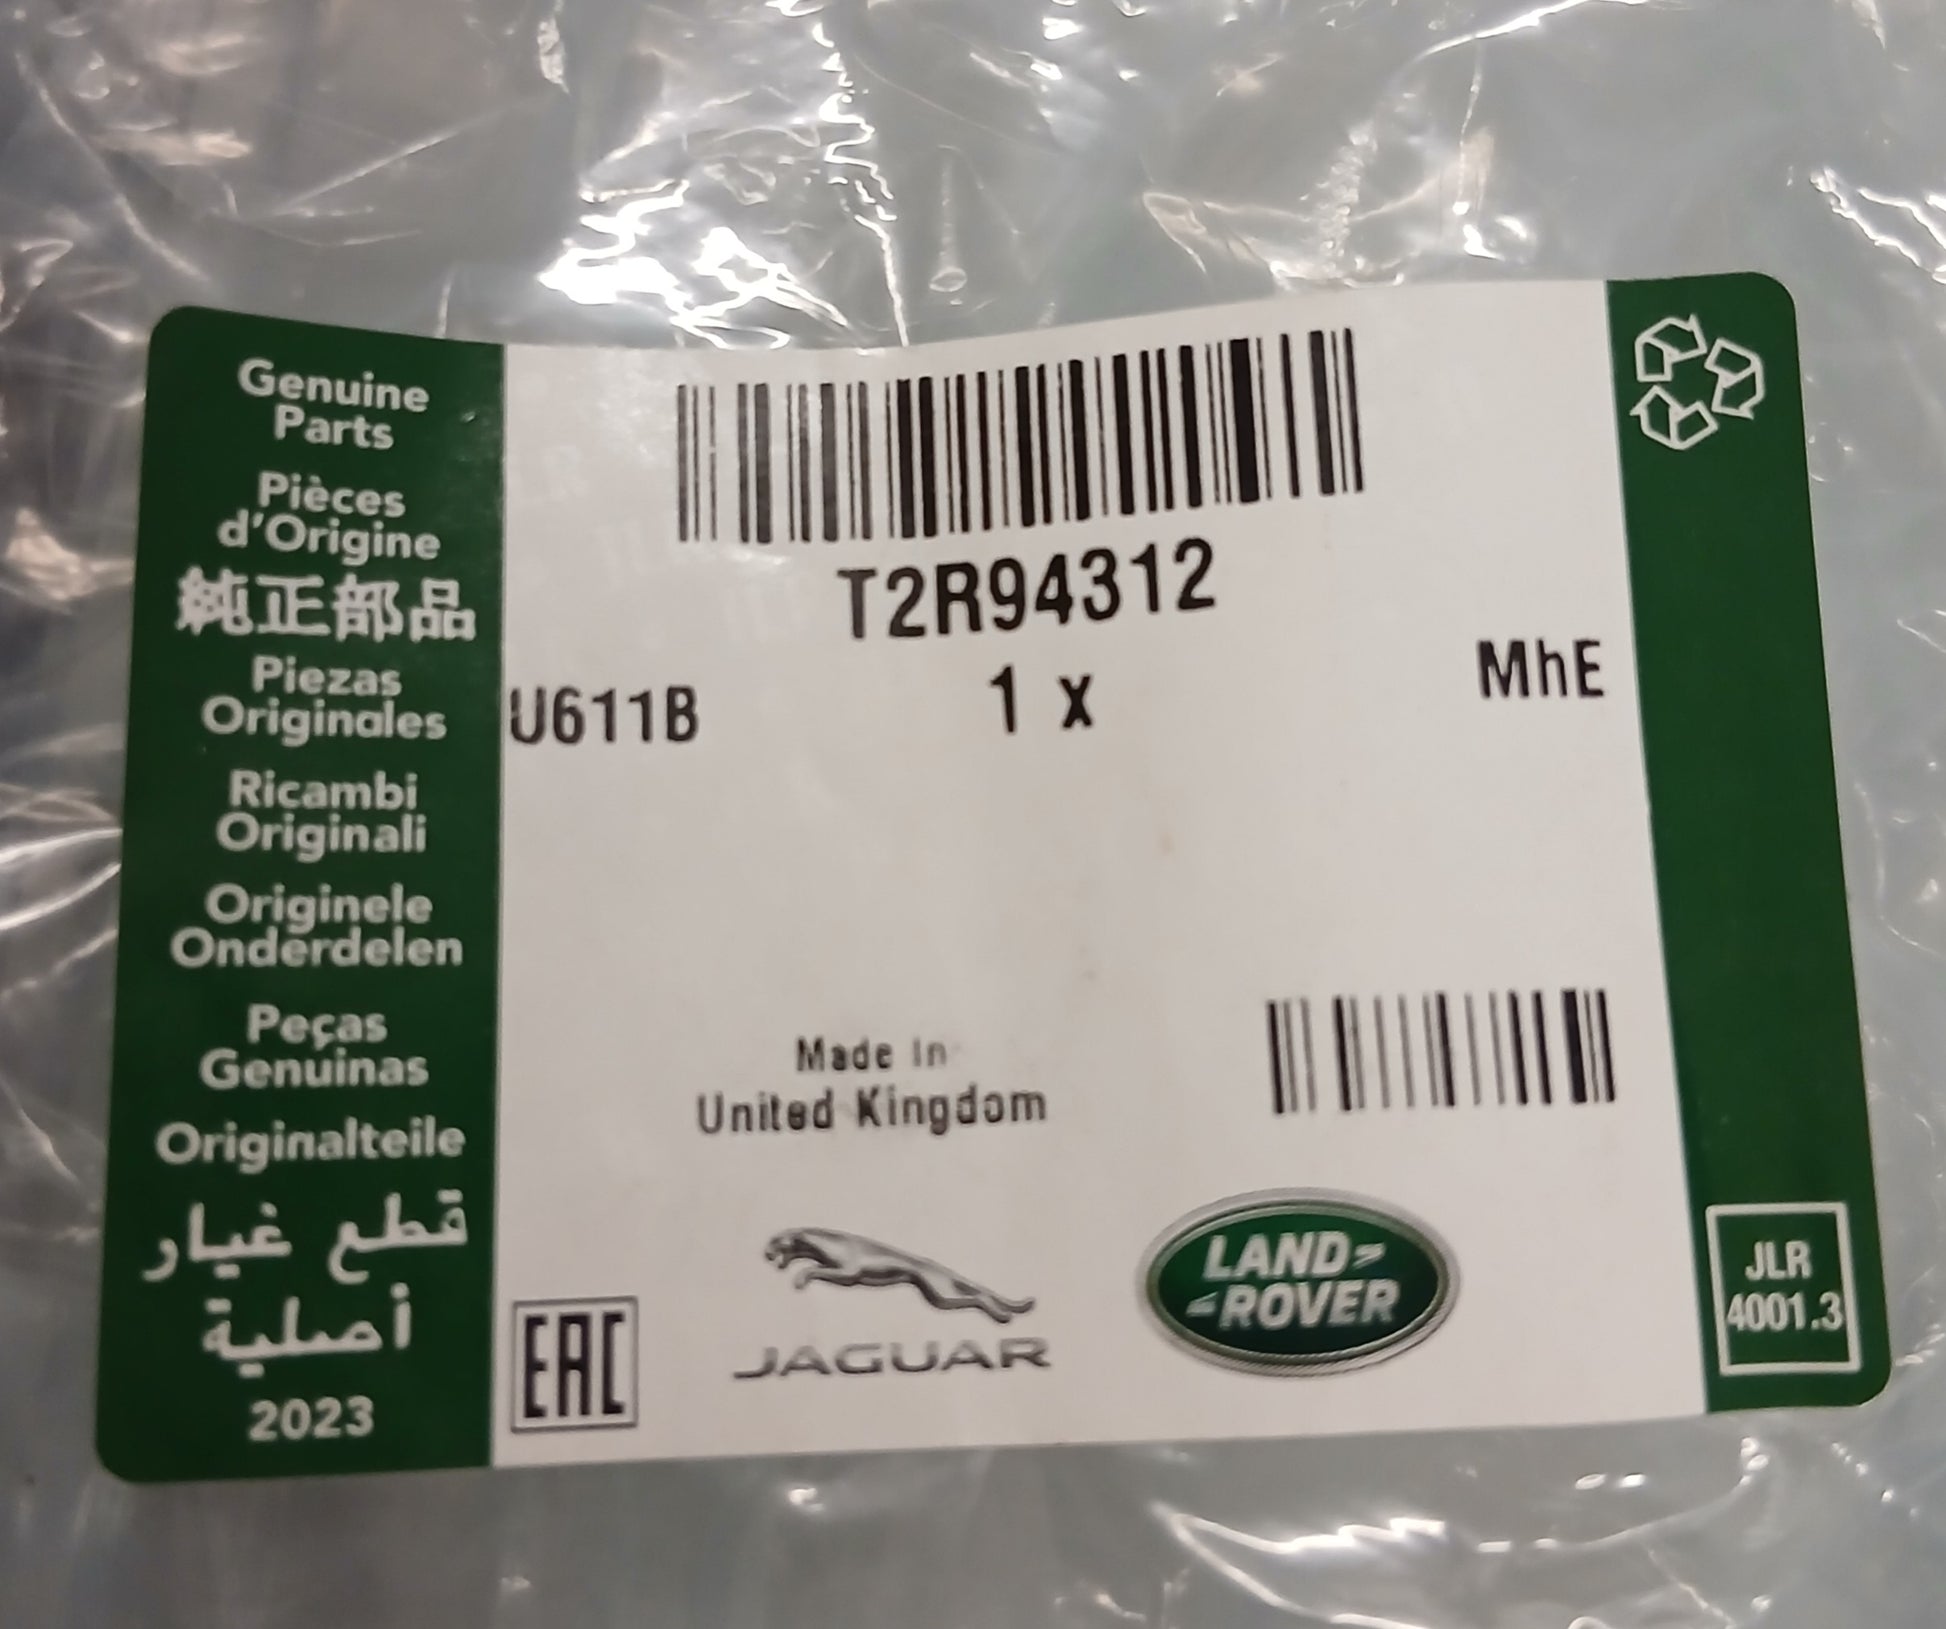 Genuine
Parts
Pièces
d'Origine
純正部品
Piezas
Originales
Ricambi
Originali
Originele
Onderdelen
Peças
Genuinas
Originalteile
قطع غيار
أصلية
2023
T2R94312
U611B
1 x
MhE
Made In
United Kingdom
EAC
JAGUAR
LAND
ROVER
JLR
4001.3